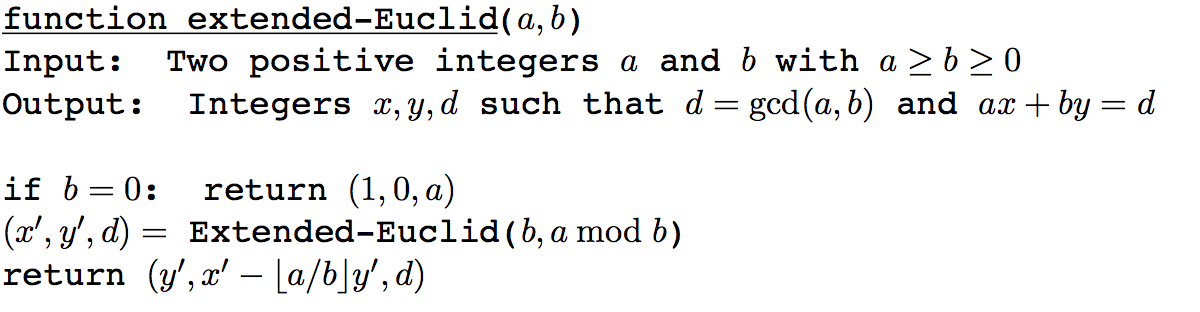 function extended-Euclid(a, b)
Input: Two positive integers a and b with a ≥ b ≥ 0
Output: Integers x, y, d such that d = gcd(a, b) and ax + by = d
if b = 0: return (1, 0, a)
(x′, y′, d) = Extended-Euclid(b, a mod b)
return (y′, x′ − ⌊a/b⌋y′, d)